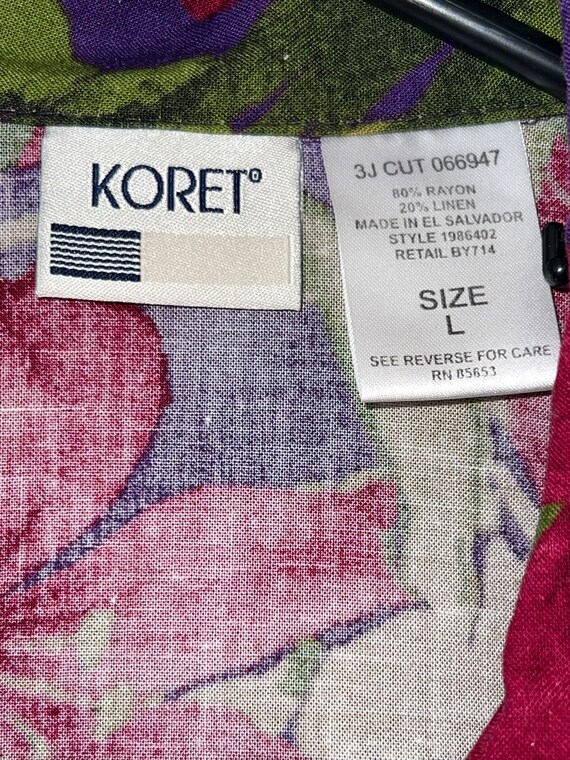 KORET®
3J CUT 066947
80% RAYON
20% LINEN
MADE IN EL SALVADOR
STYLE 1986402
RETAIL BY714
SIZE
L
SEE REVERSE FOR CARE
RN 85653